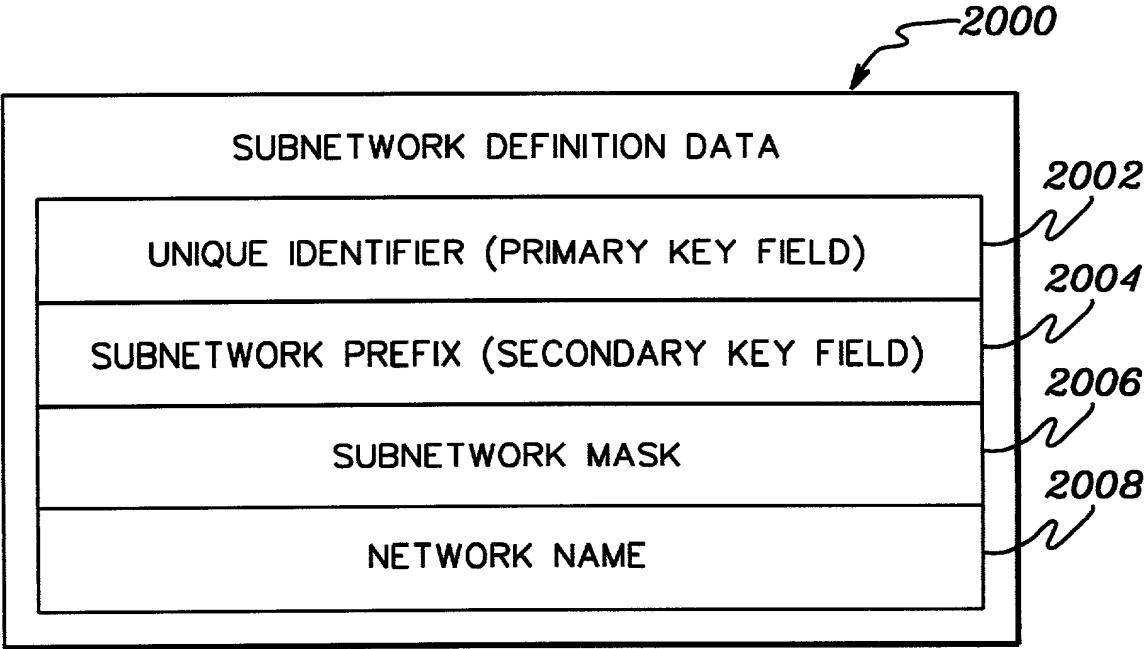 2000
SUBNETWORK DEFINITION DATA
2002
UNIQUE IDENTIFIER (PRIMARY KEY FIELD)
2004
SUBNETWORK PREFIX (SECONDARY KEY FIELD)
2006
SUBNETWORK MASK
2008
NETWORK NAME